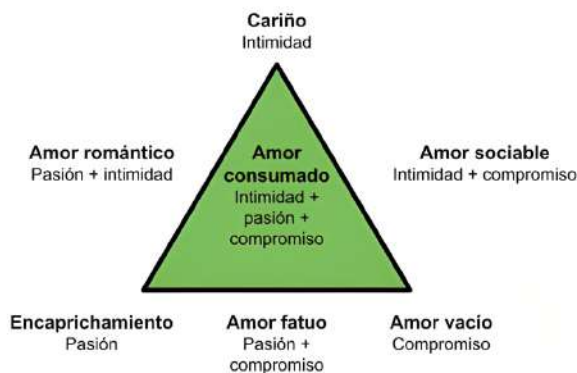 Cariño
Intimidad
Amor romántico
Pasión + intimidad
Amor
consumado
Intimidad +
pasión +
compromiso
Amor sociable
Intimidad + compromiso
Encaprichamiento
Pasión
Amor fatuo
Pasión +
compromiso
Amor vacío
Compromiso